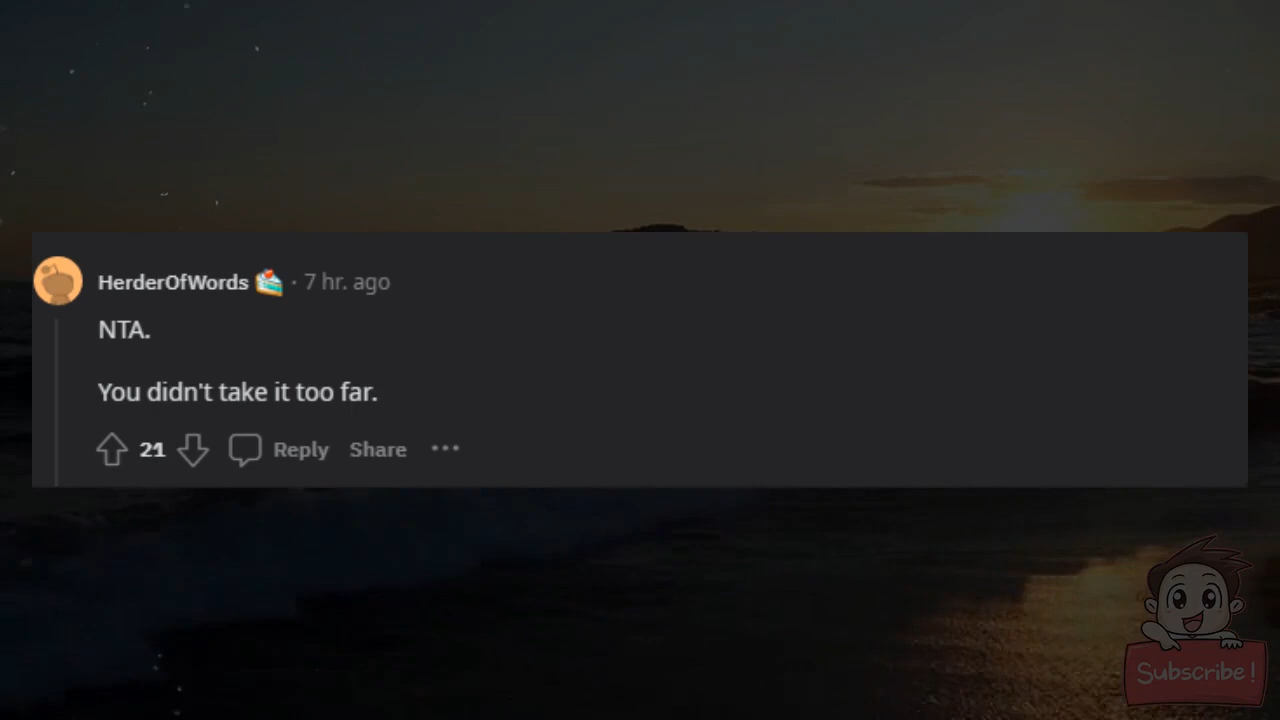 HerderOfWords 🍰 · 7 hr. ago
NTA.
You didn't take it too far.
21 Reply Share ···
Subscribe!